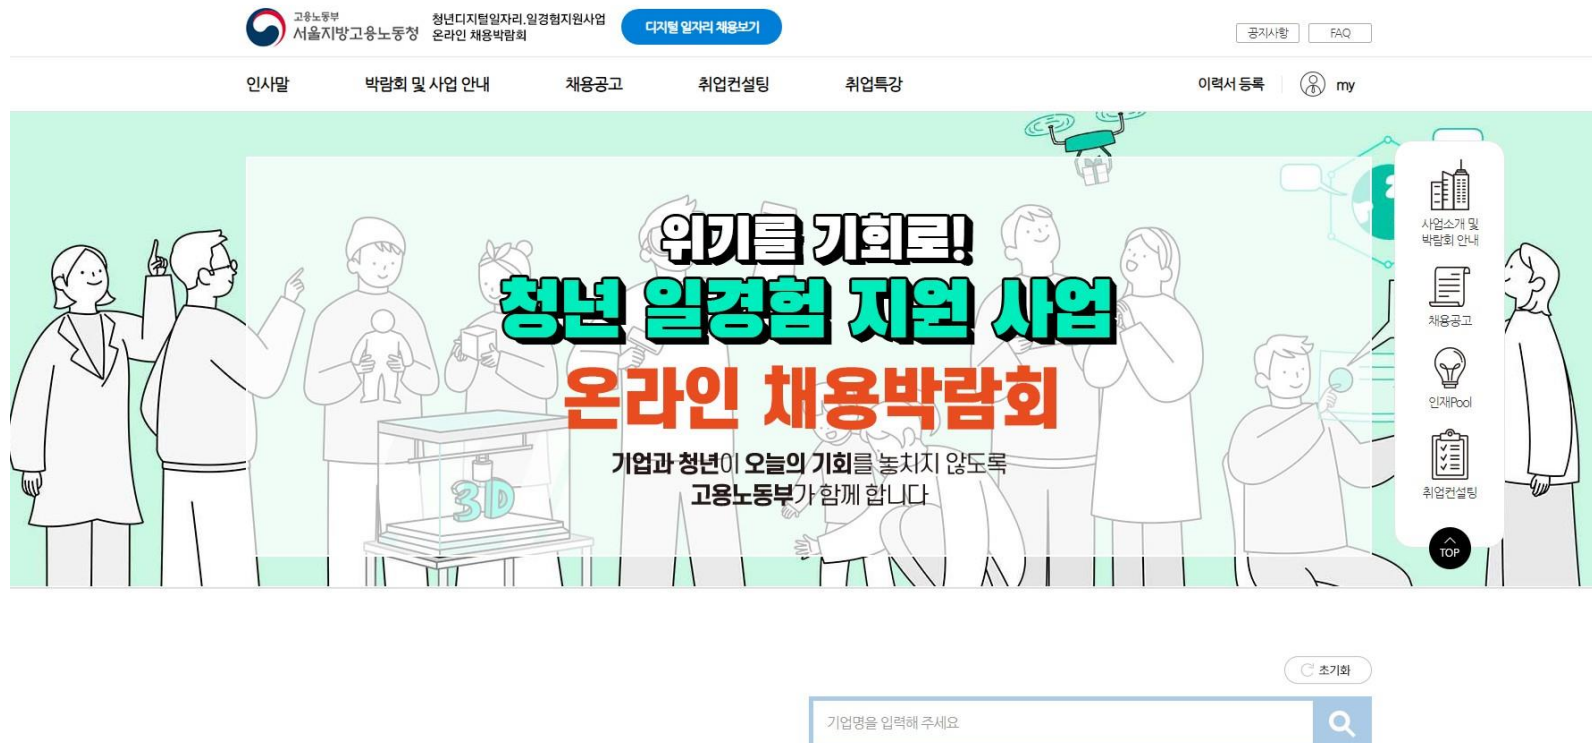 고용노동부
서울지방고용노동청
청년디지털일자리.일경험지원사업
온라인 채용박람회
디지털 일자리 채용보기
공지사항
FAQ
인사말
박람회 및 사업 안내
채용공고
취업컨설팅
취업특강
이력서 등록
my
위기를 기회로!
청년 일경험 지원 사업
온라인 채용박람회
기업과 청년이 오늘의 기회를 놓치지 않도록
고용노동부가 함께 합니다
3D
사업소개 및
박람회 안내
채용공고
인재Pool
취업컨설팅
TOP
초기화
기업명을 입력해 주세요